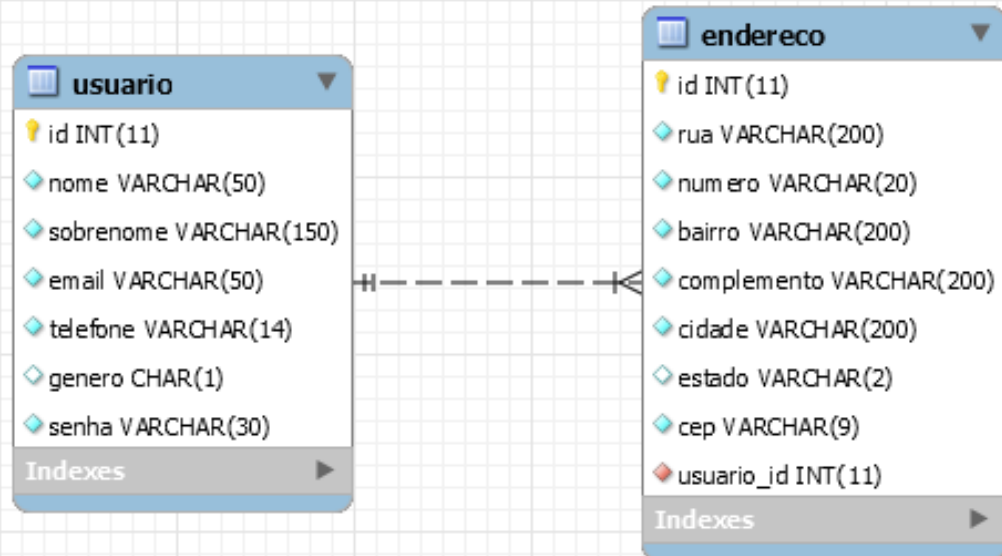 usuario
id INT(11)
nome VARCHAR(50)
sobrenome VARCHAR(150)
email VARCHAR(50)
telefone VARCHAR(14)
genero CHAR(1)
senha VARCHAR(30)
Indexes
endereco
id INT(11)
rua VARCHAR(200)
numero VARCHAR(20)
bairro VARCHAR(200)
complemento VARCHAR(200)
cidade VARCHAR(200)
estado VARCHAR(2)
cep VARCHAR(9)
usuario_id INT(11)
Indexes